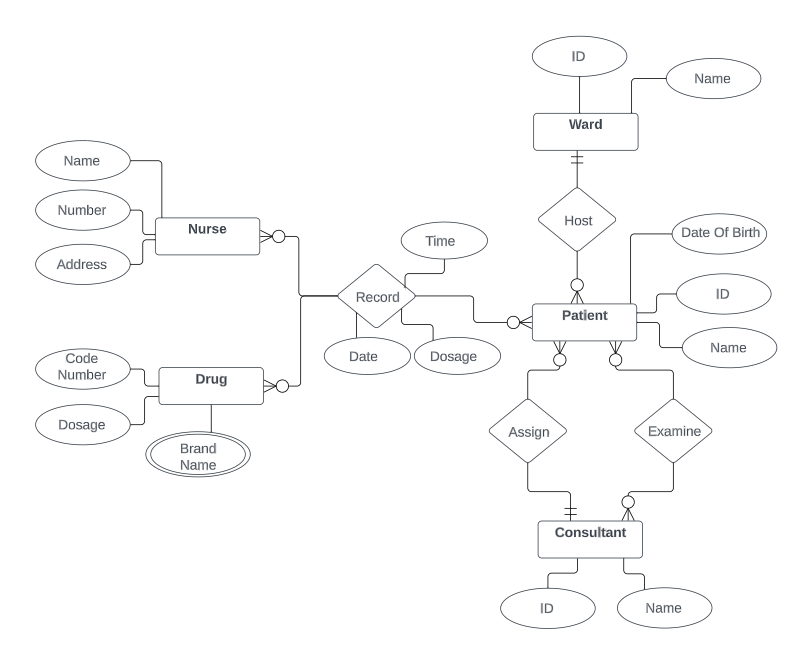 ID
Name
Ward
Name
Number
Nurse
Address
Host
Time
Date Of Birth
Record
ID
Patient
Name
Date
Dosage
Code
Number
Drug
Dosage
Brand
Name
Assign
Examine
Consultant
ID
Name